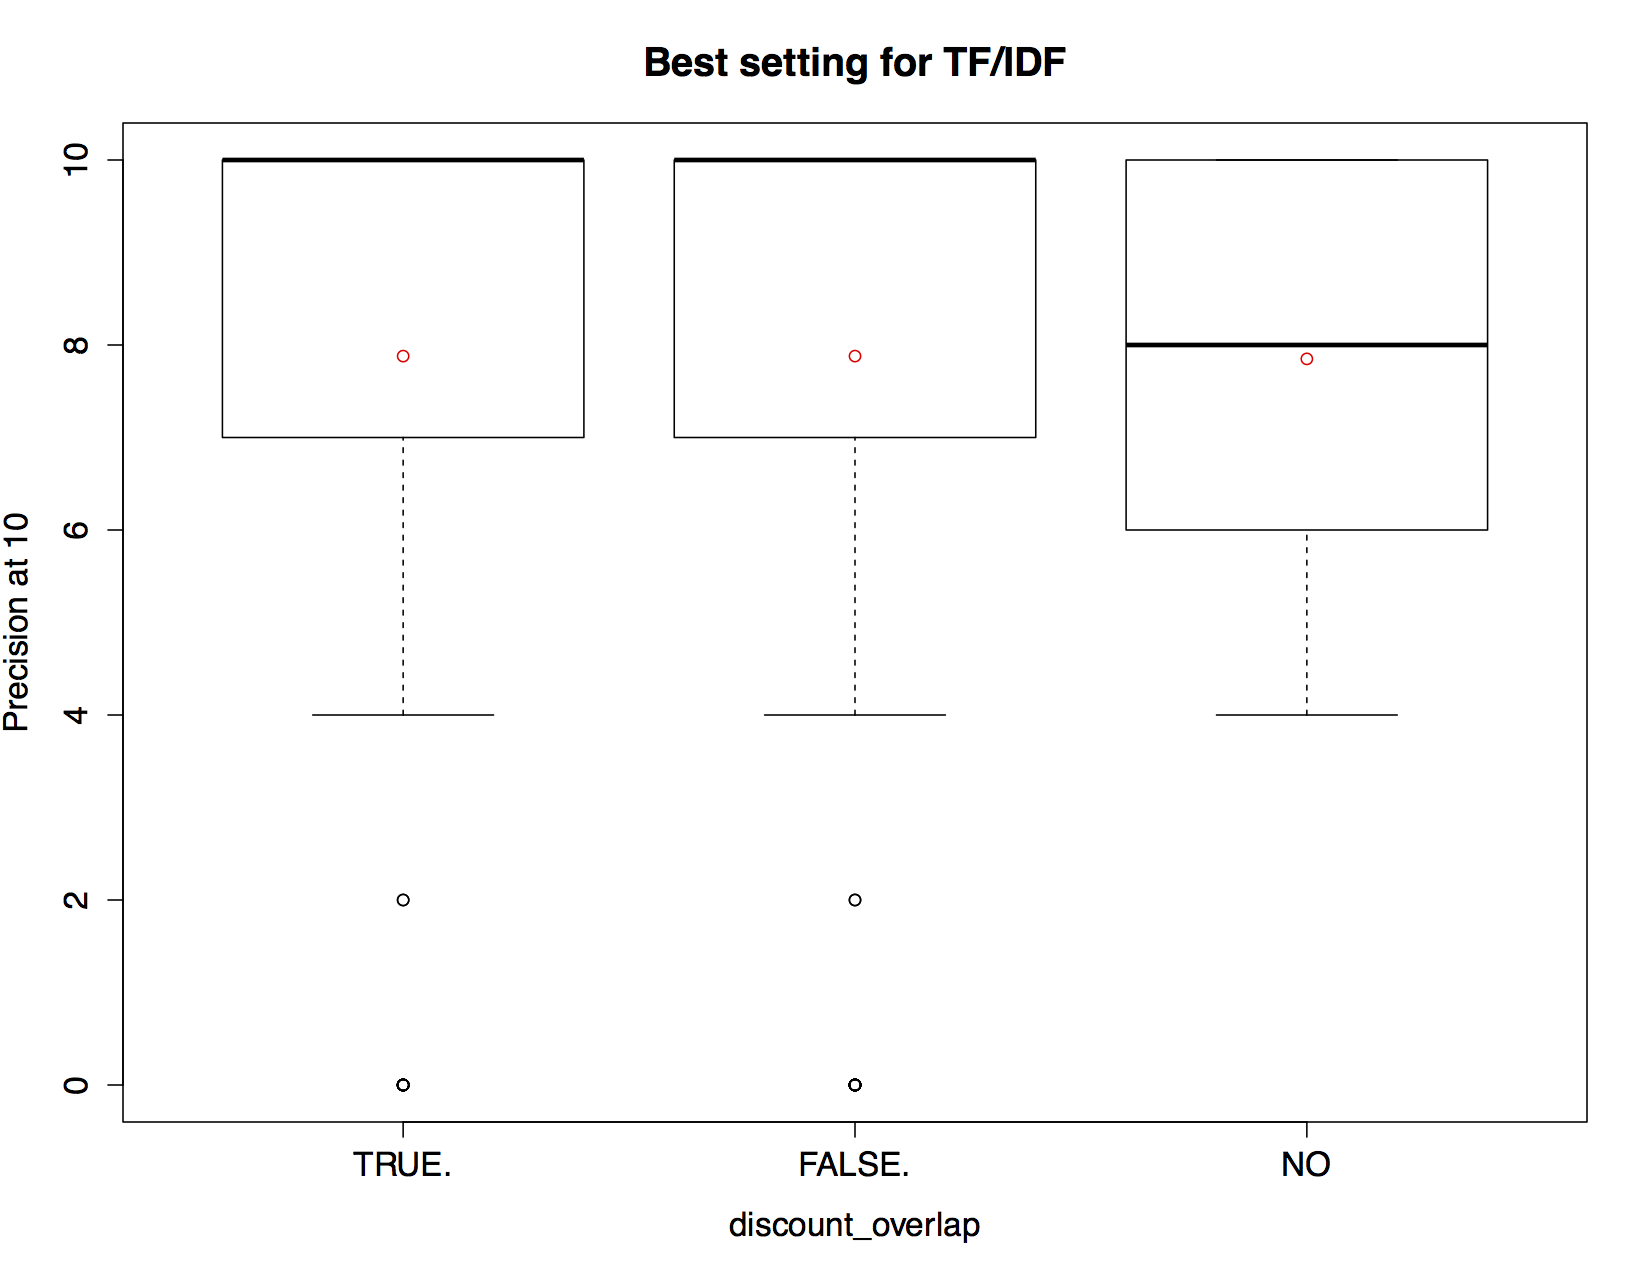 Best setting for TF/IDF
Precision at 10
10
8
6
4
2
0
TRUE.
FALSE.
NO
discount_overlap